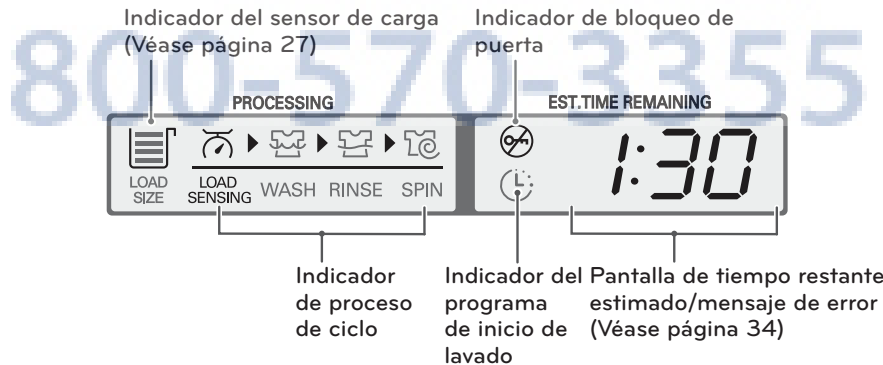 Indicador del sensor de carga
(Véase página 27)
Indicador de bloqueo de
puerta
800-570-3355
PROCESSING
EST.TIME REMAINING
1:30
LOAD
SIZE
LOAD
SENSING
WASH
RINSE
SPIN
Indicador
de proceso
de ciclo
Indicador del
programa
de inicio de
lavado
Pantalla de tiempo restante
estimado/mensaje de error
(Véase página 34)